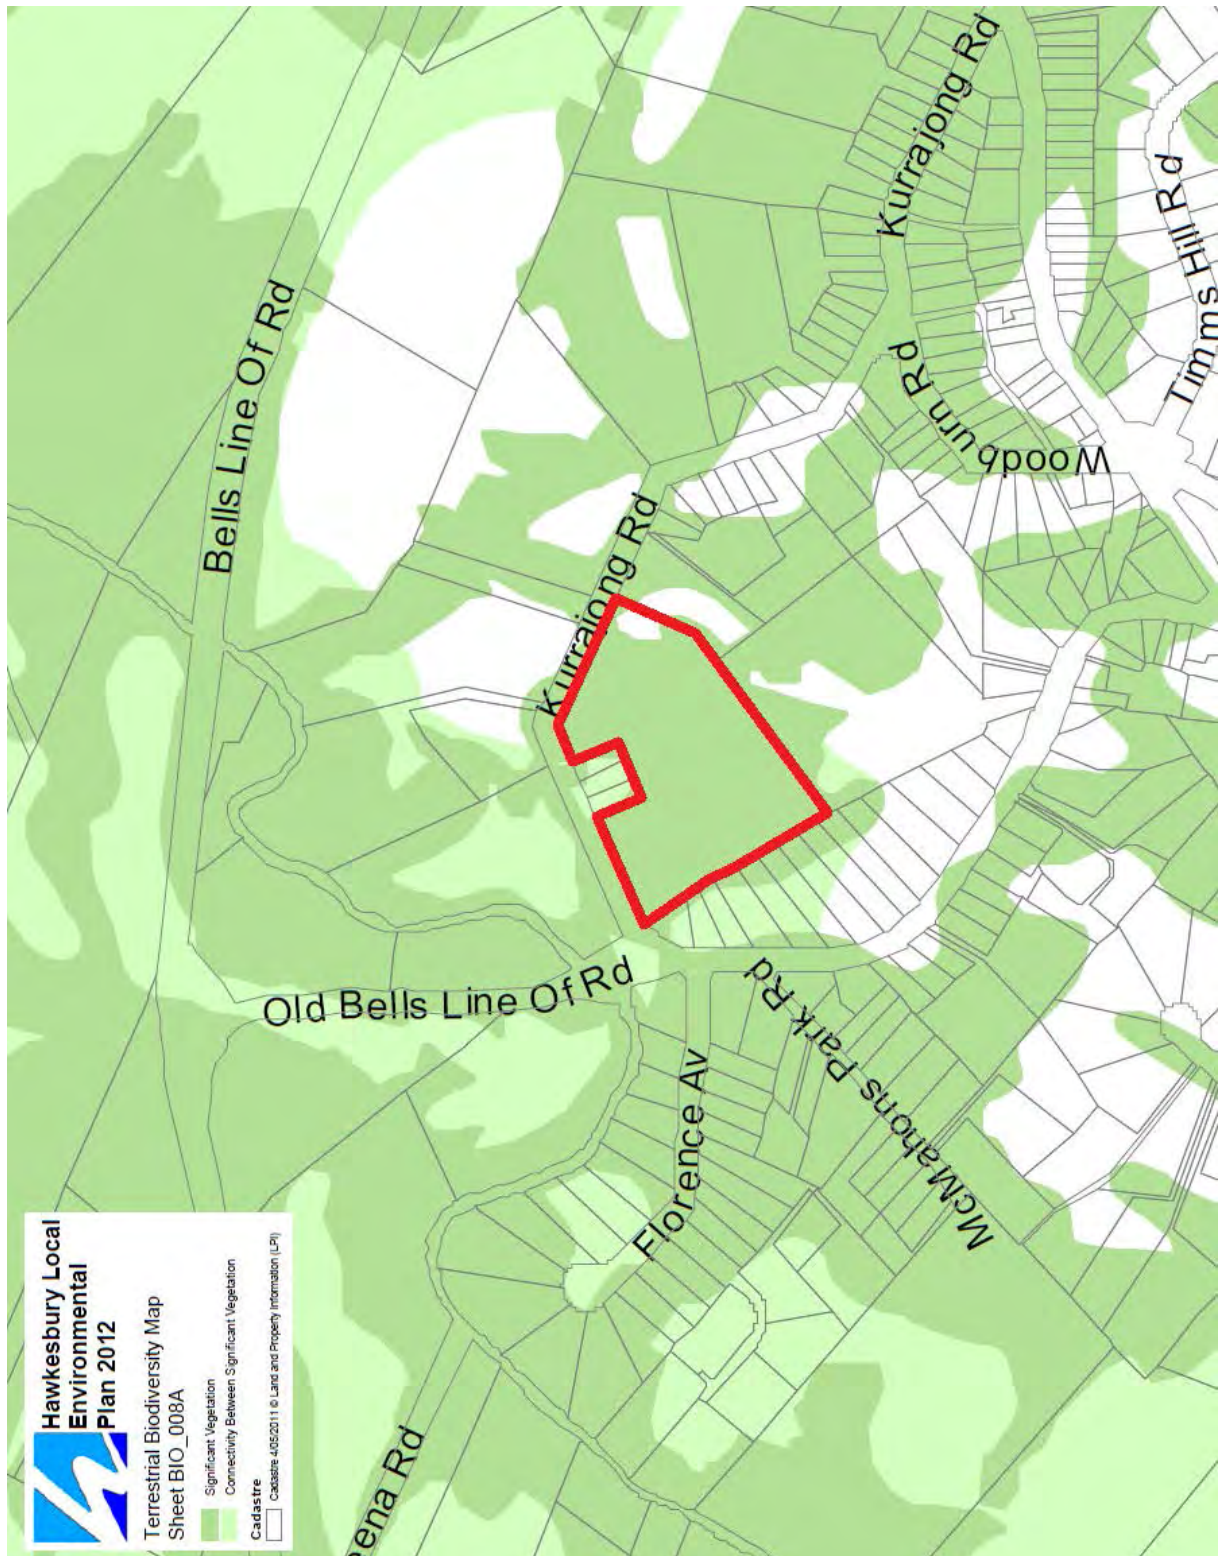 Hawkesbury Local
Environmental
Plan 2012
Terrestrial Biodiversity Map
Sheet BIO_008A
Significant Vegetation
Connectivity Between Significant Vegetation
Cadastre
Cadastre 4/05/2011 © Land and Property Information (LPI)
Bells Line Of Rd
Old Bells Line Of Rd
Kurrajong Rd
Kurrajong Rd
Woodburn Rd
Timms Hill Rd
McMahons Park Rd
Florence Av
Rd